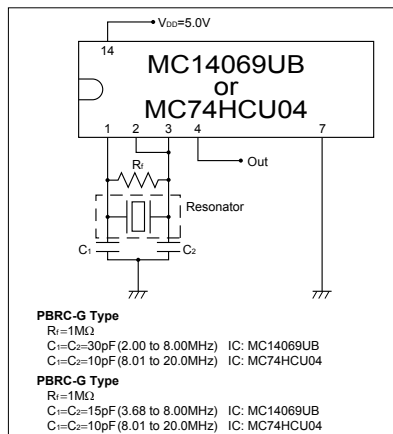 VDD=5.0V
14
MC14069UB
or
MC74HCU04
1 2 3 4 7
Rf
Out
Resonator
C1 C2
PBRC-G Type
Rf=1MΩ
C1=C2=30pF(2.00 to 8.00MHz) IC: MC14069UB
C1=C2=10pF(8.01 to 20.0MHz) IC: MC74HCU04
PBRC-G Type
Rf=1MΩ
C1=C2=15pF(3.68 to 8.00MHz) IC: MC14069UB
C1=C2=10pF(8.01 to 20.0MHz) IC: MC74HCU04